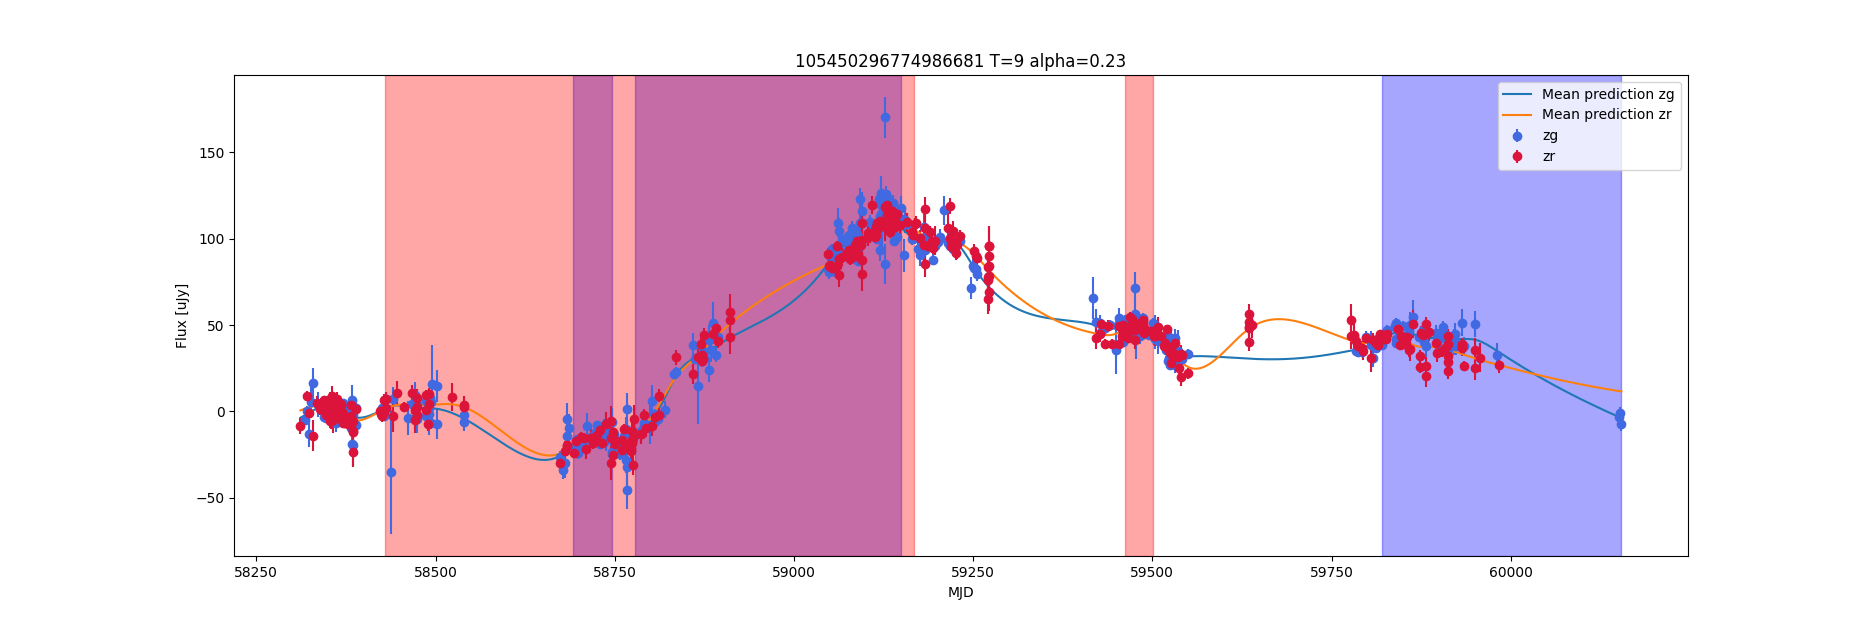 105450296774986681 T=9 alpha=0.23
Mean prediction zg
Mean prediction zr
zg
zr
Flux [uJy]
150
100
50
0
−50
58250 58500 58750 59000 59250 59500 59750 60000
MJD